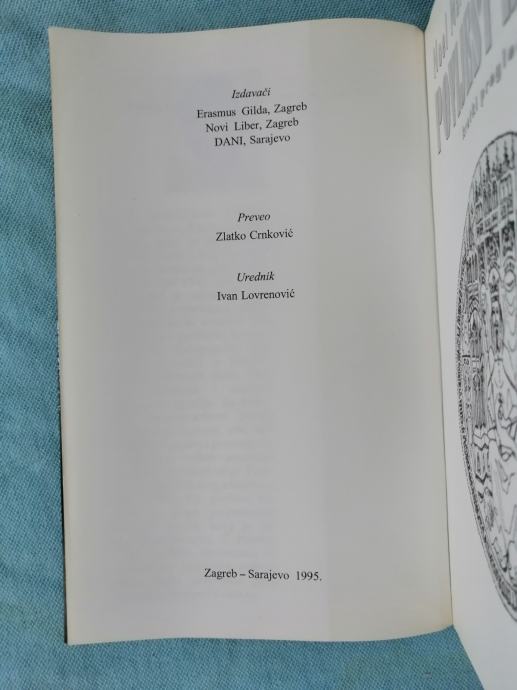 Izdavači
Erasmus Gilda, Zagreb
Novi Liber, Zagreb
DANI, Sarajevo
Preveo
Zlatko Crnković
Urednik
Ivan Lovrenović
Zagreb – Sarajevo 1995.